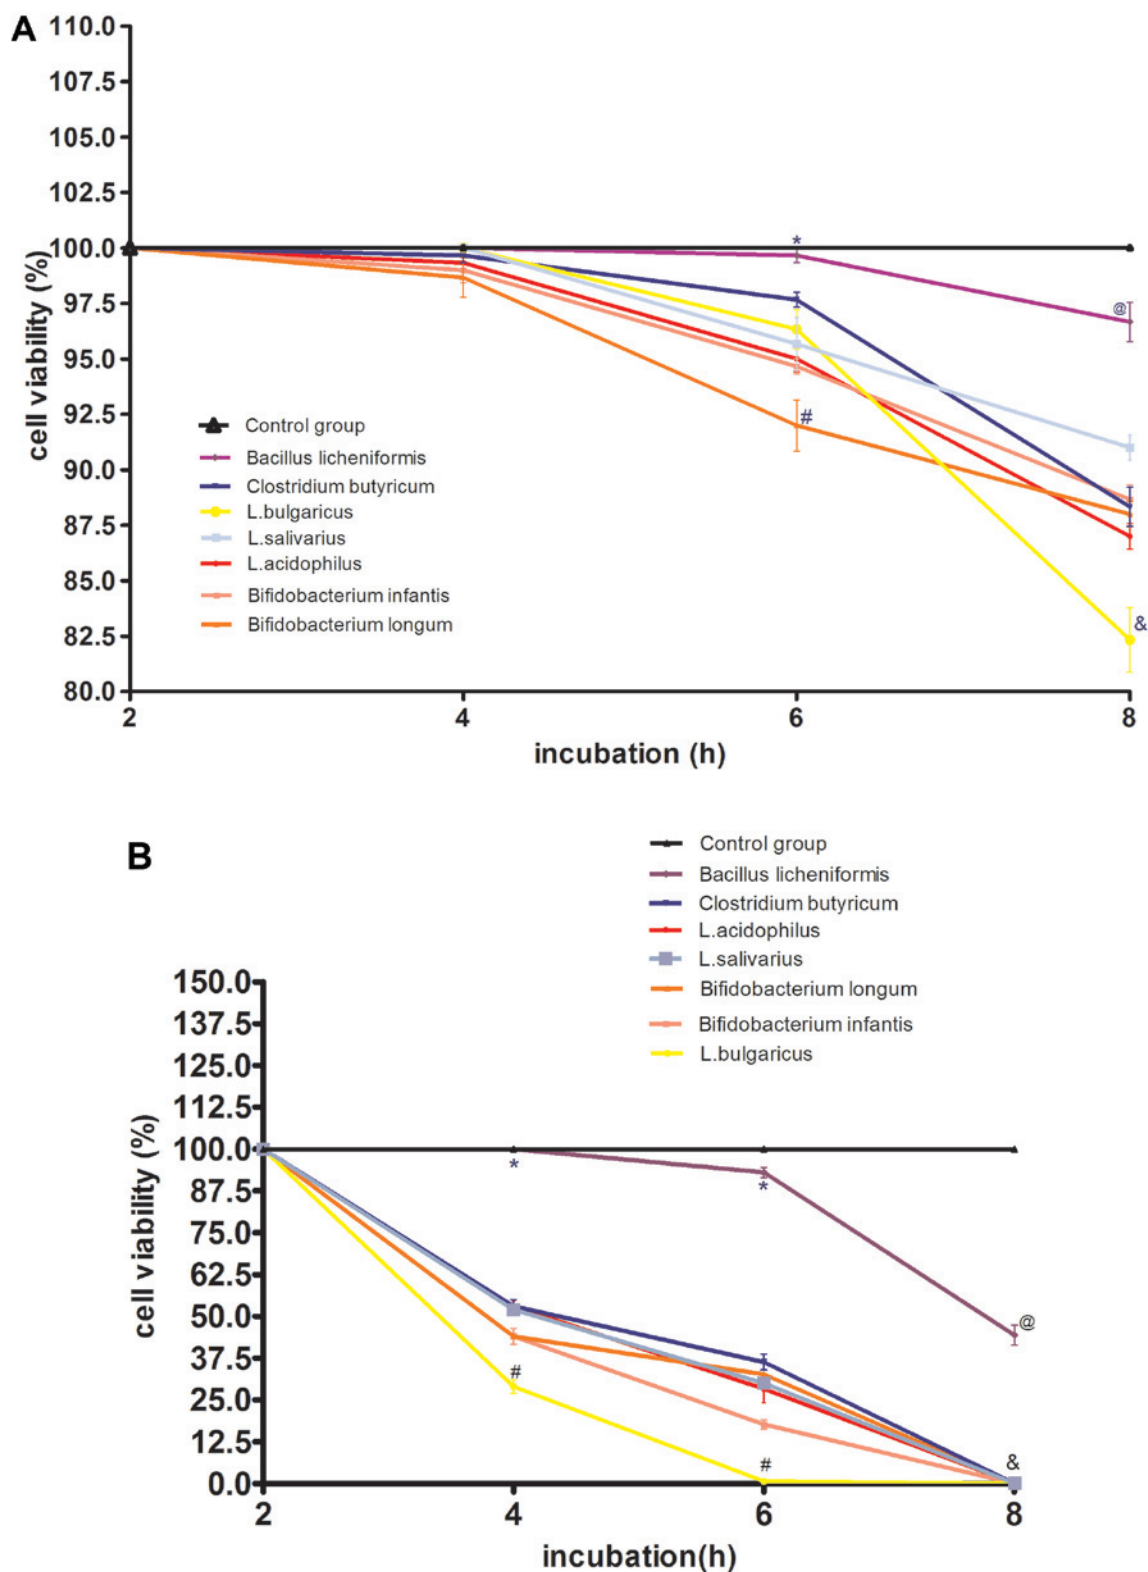 A
110.0
107.5
105.0
102.5
100.0
97.5
95.0
92.5
90.0
87.5
85.0
82.5
80.0
cell viability (%)
*
@
#
&
Control group
Bacillus licheniformis
Clostridium butyricum
L.bulgaricus
L.salivarius
L.acidophilus
Bifidobacterium infantis
Bifidobacterium longum
2 4 6 8
incubation (h)
B
Control group
Bacillus licheniformis
Clostridium butyricum
L.acidophilus
L.salivarius
Bifidobacterium longum
Bifidobacterium infantis
L.bulgaricus
150.0
137.5
125.0
112.5
100.0
87.5
75.0
62.5
50.0
37.5
25.0
12.5
0.0
cell viability (%)
*
*
@
#
#
&
2 4 6 8
incubation(h)